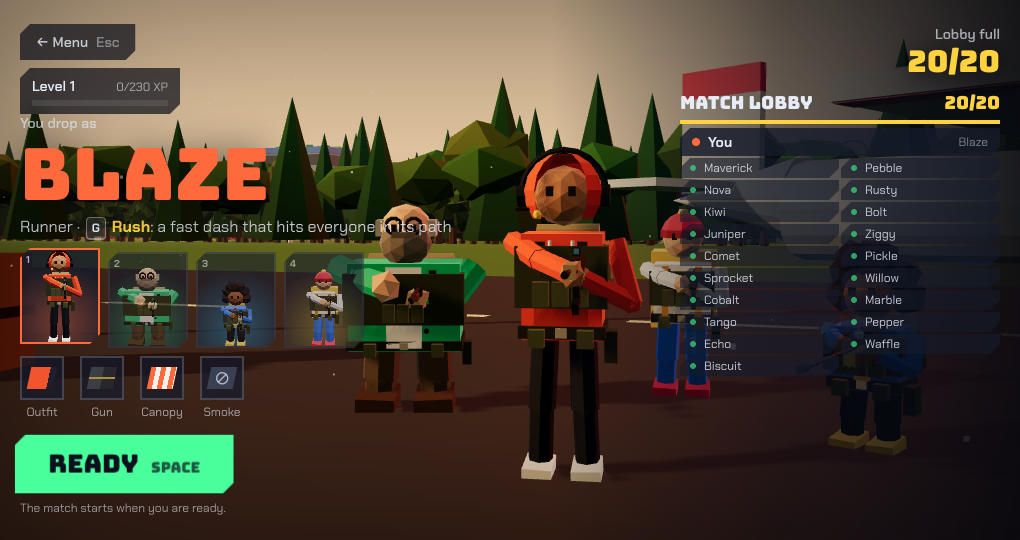 ← Menu Esc
Level 1 0/230 XP
You drop as
BLAZE
Runner · G Rush: a fast dash that hits everyone in its path
1
2
3
4
Outfit Gun Canopy Smoke
READY SPACE
The match starts when you are ready.
Lobby full
20/20
MATCH LOBBY 20/20
You Blaze
Maverick Pebble
Nova Rusty
Kiwi Bolt
Juniper Ziggy
Comet Pickle
Sprocket Willow
Cobalt Marble
Tango Pepper
Echo Waffle
Biscuit